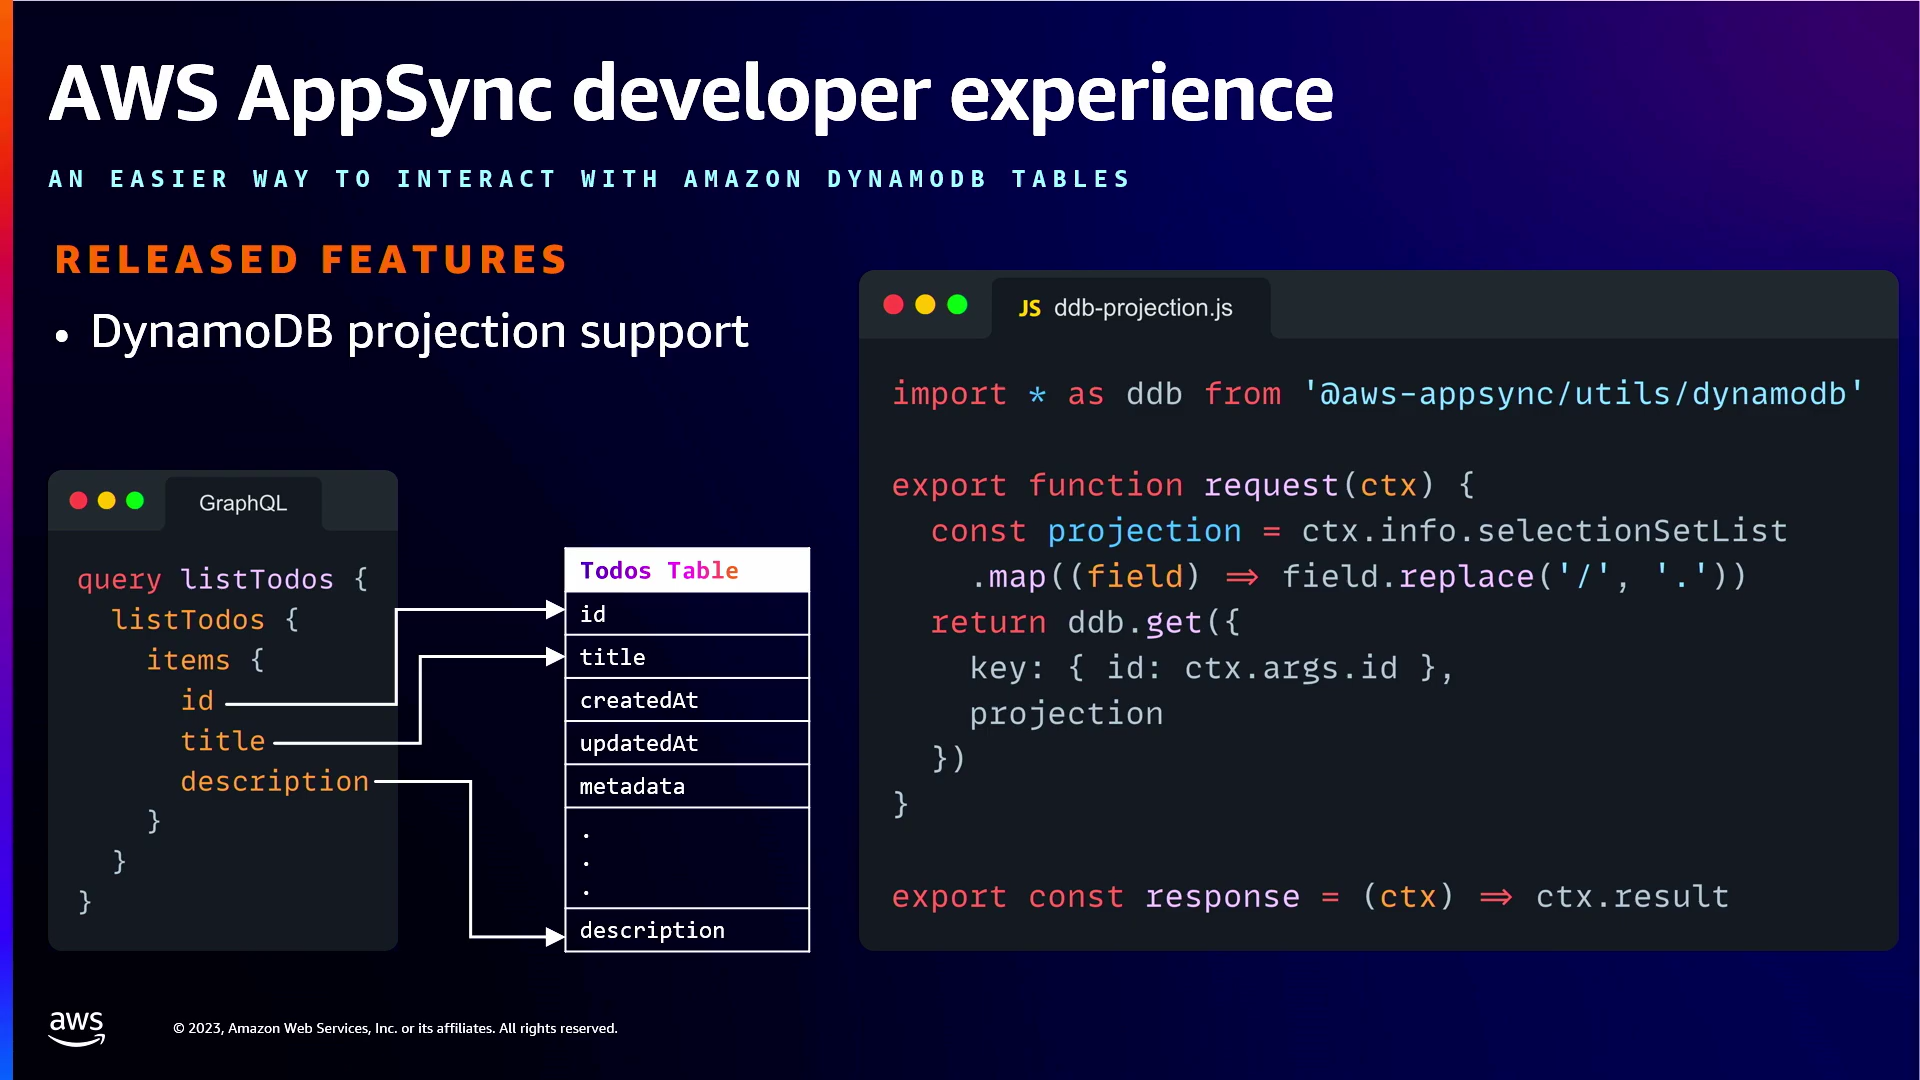 AWS AppSync developer experience
AN EASIER WAY TO INTERACT WITH AMAZON DYNAMODB TABLES
RELEASED FEATURES
• DynamoDB projection support
GraphQL
query listTodos {
listTodos {
items {
id
title
description
}
}
}
Todos Table
id
title
createdAt
updatedAt
metadata
.
.
.
description
JS ddb-projection.js
import * as ddb from '@aws-appsync/utils/dynamodb'
export function request(ctx) {
const projection = ctx.info.selectionSetList
.map((field) ⇒ field.replace('/', '.'))
return ddb.get({
key: { id: ctx.args.id },
projection
})
}
export const response = (ctx) ⇒ ctx.result
aws
© 2023, Amazon Web Services, Inc. or its affiliates. All rights reserved.